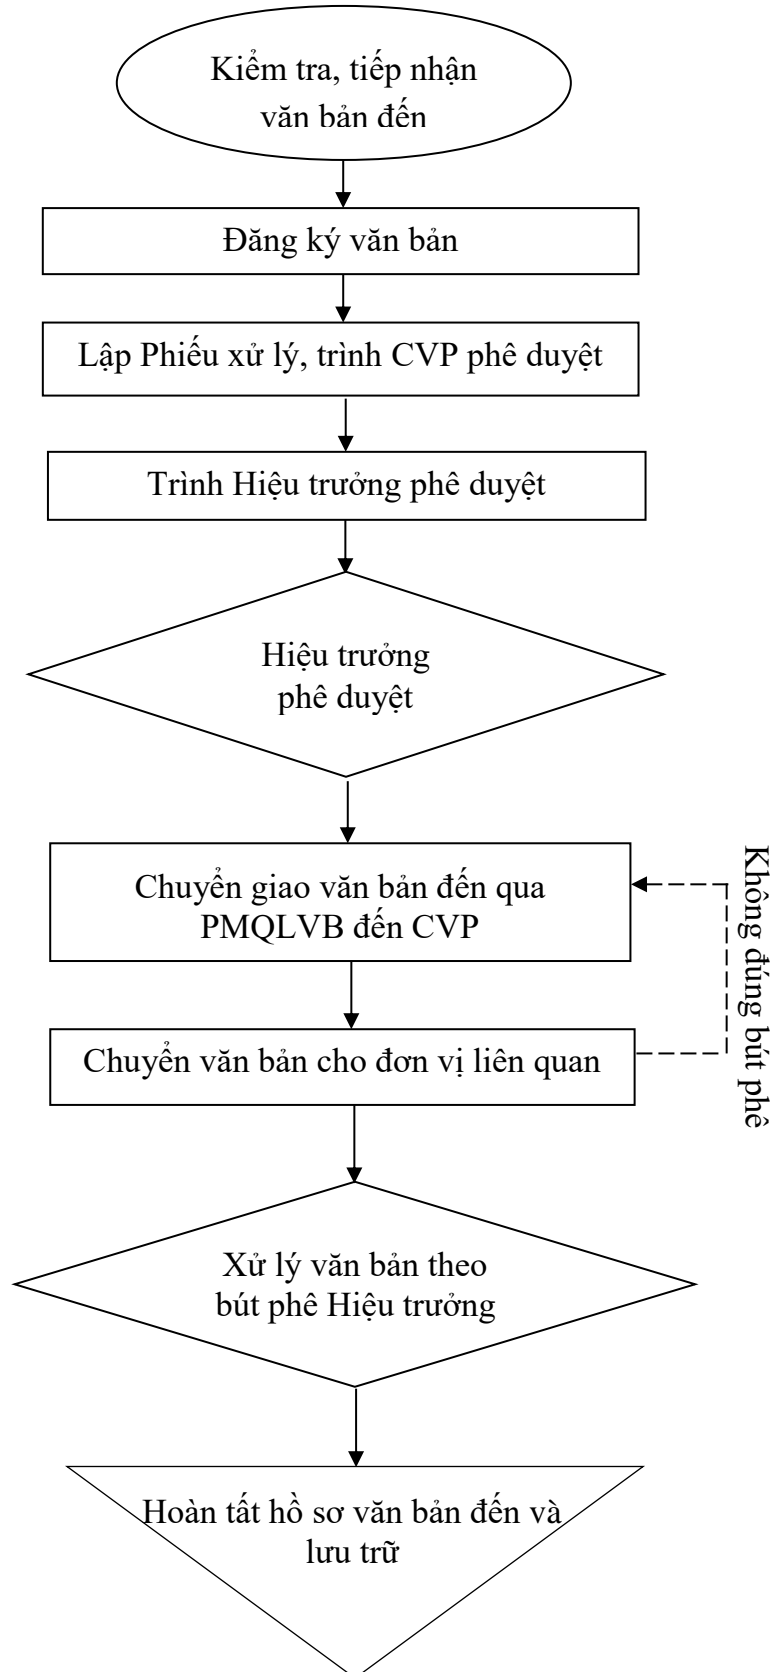 Kiểm tra, tiếp nhận
văn bản đến
Đăng ký văn bản
Lập Phiếu xử lý, trình CVP phê duyệt
Trình Hiệu trưởng phê duyệt
Hiệu trưởng
phê duyệt
Chuyển giao văn bản đến qua
PMQLVB đến CVP
Không đúng bút phê
Chuyển văn bản cho đơn vị liên quan
Xử lý văn bản theo
bút phê Hiệu trưởng
Hoàn tất hồ sơ văn bản đến và
lưu trữ